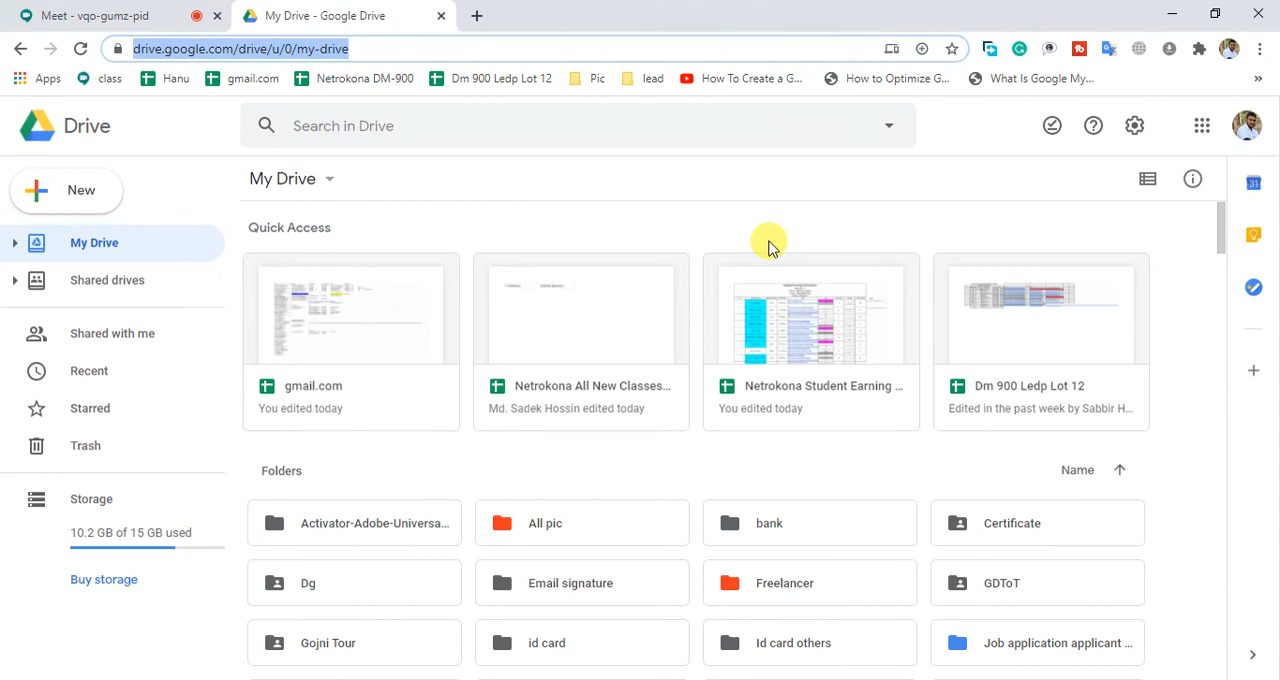 Meet - vqo-gumz-pid
My Drive - Google Drive
drive.google.com/drive/u/0/my-drive
Apps
class
Hanu
gmail.com
Netrokona DM-900
Dm 900 Ledp Lot 12
Pic
lead
How To Create a G...
How to Optimize G...
What Is Google My...
»
Drive
Search in Drive
New
My Drive
My Drive
Shared drives
Shared with me
Recent
Starred
Trash
Storage
10.2 GB of 15 GB used
Buy storage
Quick Access
gmail.com
You edited today
Netrokona All New Classes...
Md. Sadek Hossin edited today
Netrokona Student Earning ...
You edited today
Dm 900 Ledp Lot 12
Edited in the past week by Sabbir H...
Folders
Name
Activator-Adobe-Universa...
All pic
bank
Certificate
Dg
Email signature
Freelancer
GDToT
Gojni Tour
id card
Id card others
Job application applicant ...
31